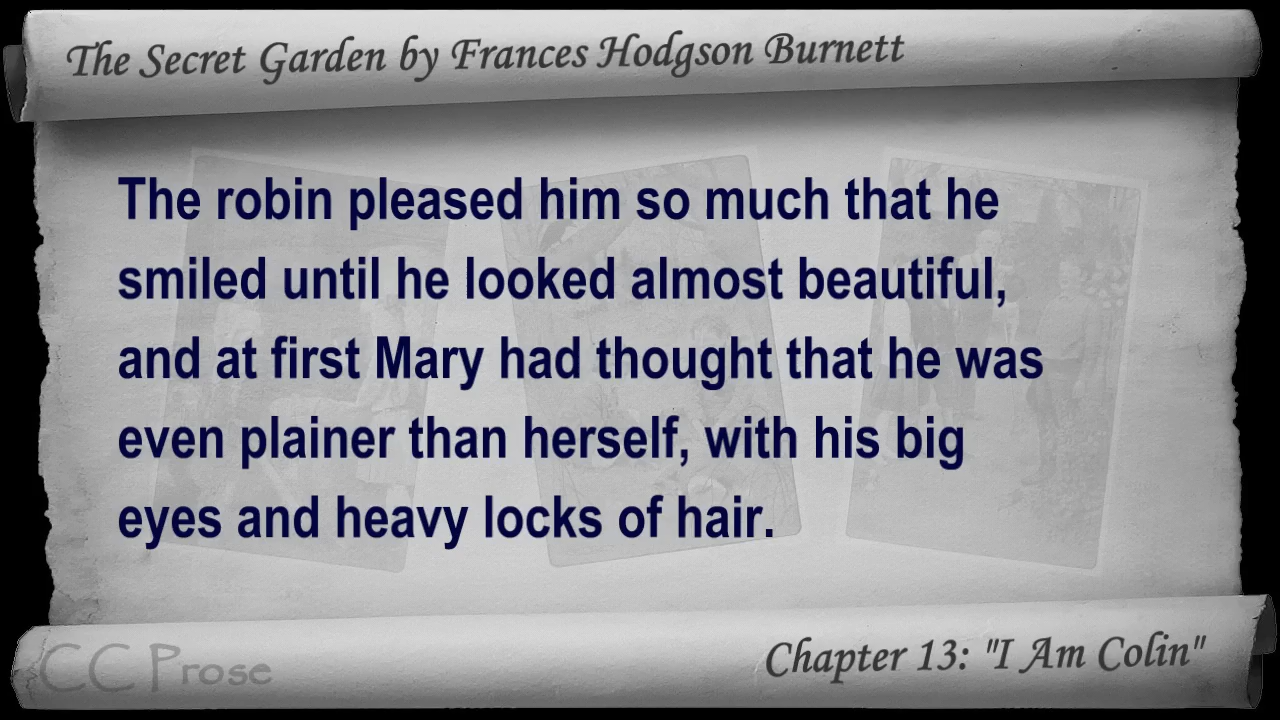 The Secret Garden by Frances Hodgson Burnett
The robin pleased him so much that he
smiled until he looked almost beautiful,
and at first Mary had thought that he was
even plainer than herself, with his big
eyes and heavy locks of hair.
CC Prose
Chapter 13: "I Am Colin"